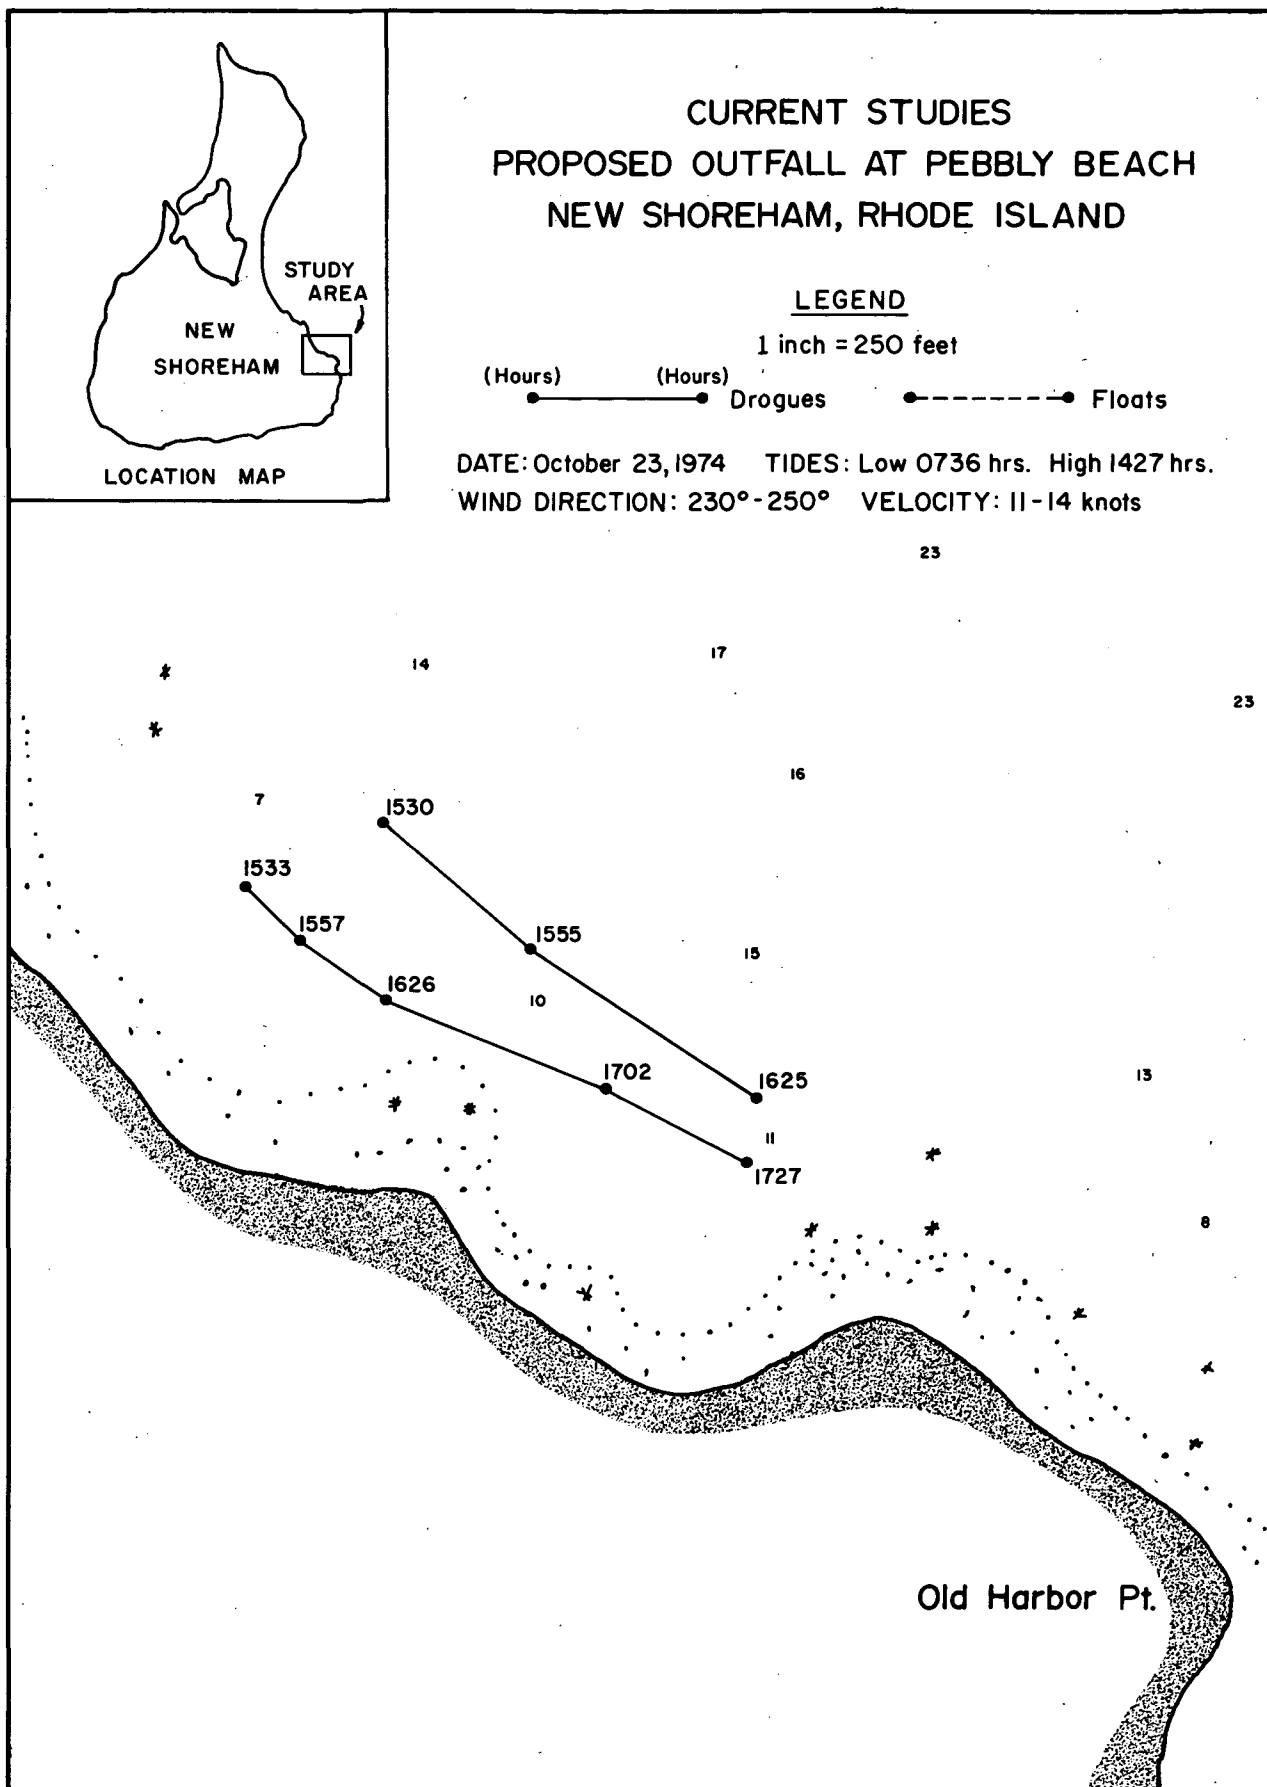 CURRENT STUDIES
PROPOSED OUTFALL AT PEBBLY BEACH
NEW SHOREHAM, RHODE ISLAND
STUDY
AREA
NEW
SHOREHAM
LOCATION MAP
LEGEND
1 inch = 250 feet
(Hours) (Hours) Drogues Floats
DATE: October 23, 1974 TIDES: Low 0736 hrs. High 1427 hrs.
WIND DIRECTION: 230°-250° VELOCITY: 11-14 knots
23
17
14
23
16
7
1530
1533
1557
1555
15
1626
10
1702
1625
13
11
1727
8
Old Harbor Pt.